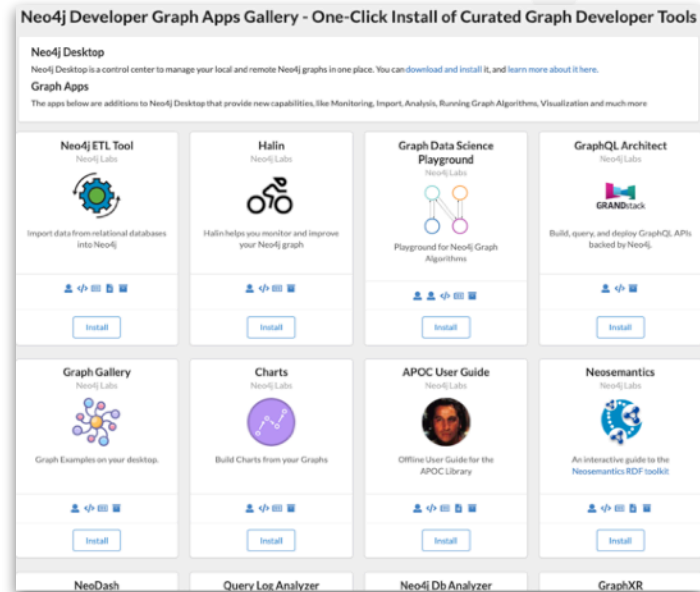 Neo4j Developer Graph Apps Gallery - One-Click Install of Curated Graph Developer Tools
Neo4j Desktop
Neo4j Desktop is a control center to manage your local and remote Neo4j graphs in one place. You can download and install it, and learn more about it here.
Graph Apps
The apps below are additions to Neo4j Desktop that provide new capabilities, like Monitoring, Import, Analysis, Running Graph Algorithms, Visualization and much more
Neo4j ETL Tool
Neo4j Labs
Import data from relational databases
into Neo4j
Install
Halin
Neo4j Labs
Halin helps you monitor and improve
your Neo4j graph
Install
Graph Data Science
Playground
Neo4j Labs
Playground for Neo4j Graph
Algorithms
Install
GraphQL Architect
Neo4j Labs
GRANDstack
Build, query, and deploy GraphQL APIs
backed by Neo4j.
Install
Graph Gallery
Neo4j Labs
Graph Examples on your desktop.
Install
Charts
Neo4j Labs
Build Charts from your Graphs
Install
APOC User Guide
Neo4j Labs
Offline User Guide for the
APOC Library
Install
Neosemantics
Neo4j Labs
An interactive guide to the
Neosemantics RDF toolkit
Install
NeoDash
Query Log Analyzer
Neo4j Db Analyzer
GraphXR